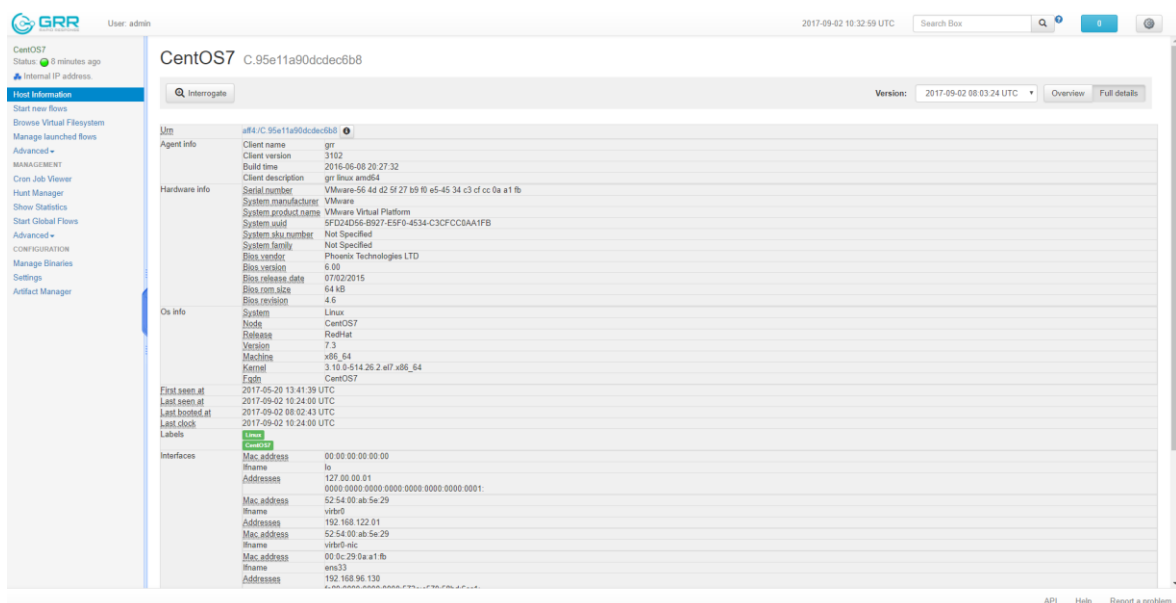 GRR
User: admin
2017-09-02 10:32:59 UTC
Search Box
0
CentOS7
Status: 8 minutes ago
Internal IP address.
Host Information
Start new flows
Browse Virtual Filesystem
Manage launched flows
Advanced
MANAGEMENT
Cron Job Viewer
Hunt Manager
Show Statistics
Start Global Flows
Advanced
CONFIGURATION
Manage Binaries
Settings
Artifact Manager
CentOS7 C.95e11a90dcdec6b8
Interrogate
Version: 2017-09-02 08:03:24 UTC Overview Full details
Urn aff4:/C.95e11a90dcdec6b8
Agent info Client name grr
Client version 3102
Build time 2016-06-08 20:27:32
Client description grr linux amd64
Hardware info Serial number VMware-56 4d d2 5f 27 b9 f0 e5-45 34 c3 cf cc 0a a1 fb
System manufacturer VMware
System product name VMware Virtual Platform
System uuid 5FD24D56-B927-E5F0-4534-C3CFCC0AA1FB
System sku number Not Specified
System family Not Specified
Bios vendor Phoenix Technologies LTD
Bios version 6.00
Bios release date 07/02/2015
Bios rom size 64 kB
Bios revision 4.6
Os info System Linux
Node CentOS7
Release RedHat
Version 7.3
Machine x86_64
Kernel 3.10.0-514.26.2.el7.x86_64
Fqdn CentOS7
First seen at 2017-05-20 13:41:39 UTC
Last seen at 2017-09-02 10:24:00 UTC
Last booted at 2017-09-02 08:02:43 UTC
Last clock 2017-09-02 10:24:00 UTC
Labels Linux
CentOS7
Interfaces Mac address 00:00:00:00:00:00
Ifname lo
Addresses 127.00.00.01
0000:0000:0000:0000:0000:0000:0000:0001:
Mac address 52:54:00:ab:5e:29
Ifname virbr0
Addresses 192.168.122.01
Mac address 52:54:00:ab:5e:29
Ifname virbr0-nic
Mac address 00:0c:29:0a:a1:fb
Ifname ens33
Addresses 192.168.96.130
API Help Report a problem